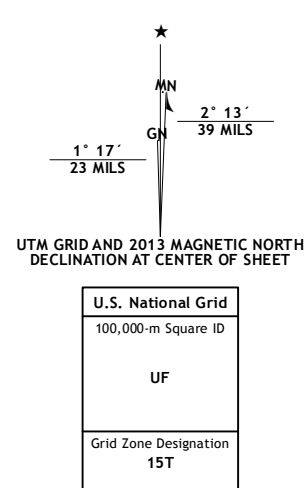 ★
MN
GN
2° 13´
39 MILS
1° 17´
23 MILS
UTM GRID AND 2013 MAGNETIC NORTH
DECLINATION AT CENTER OF SHEET
U.S. National Grid
100,000-m Square ID
UF
Grid Zone Designation
15T